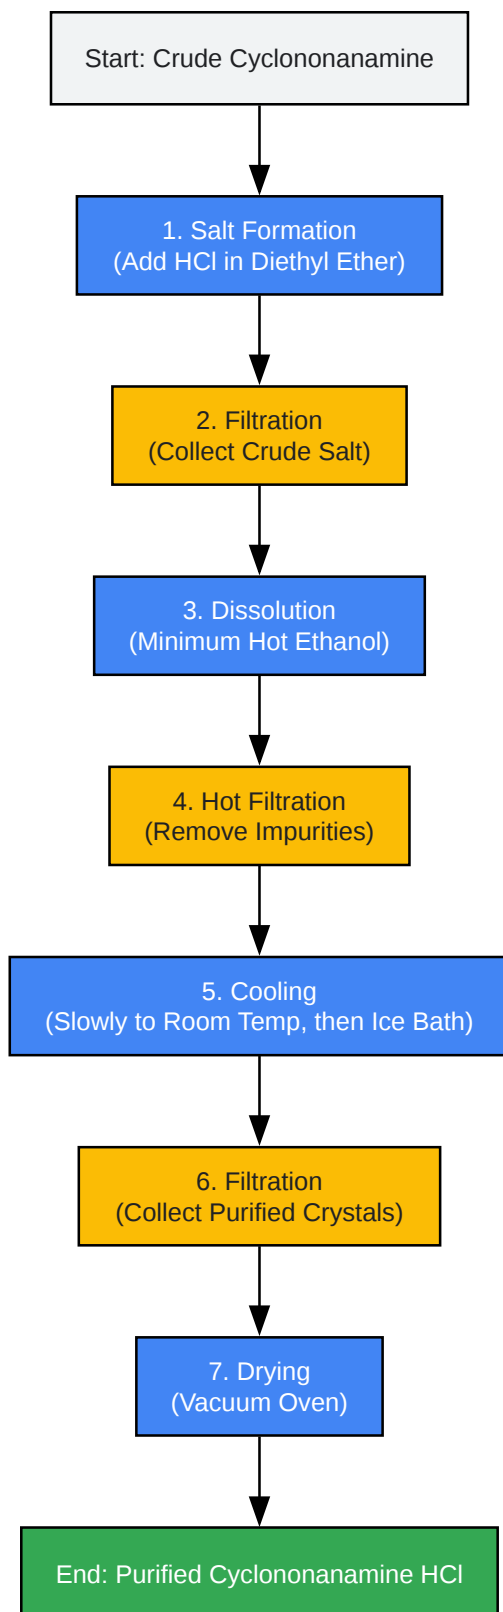 Start: Crude Cyclononanamine
1. Salt Formation
(Add HCl in Diethyl Ether)
2. Filtration
(Collect Crude Salt)
3. Dissolution
(Minimum Hot Ethanol)
4. Hot Filtration
(Remove Impurities)
5. Cooling
(Slowly to Room Temp, then Ice Bath)
6. Filtration
(Collect Purified Crystals)
7. Drying
(Vacuum Oven)
End: Purified Cyclononanamine HCl